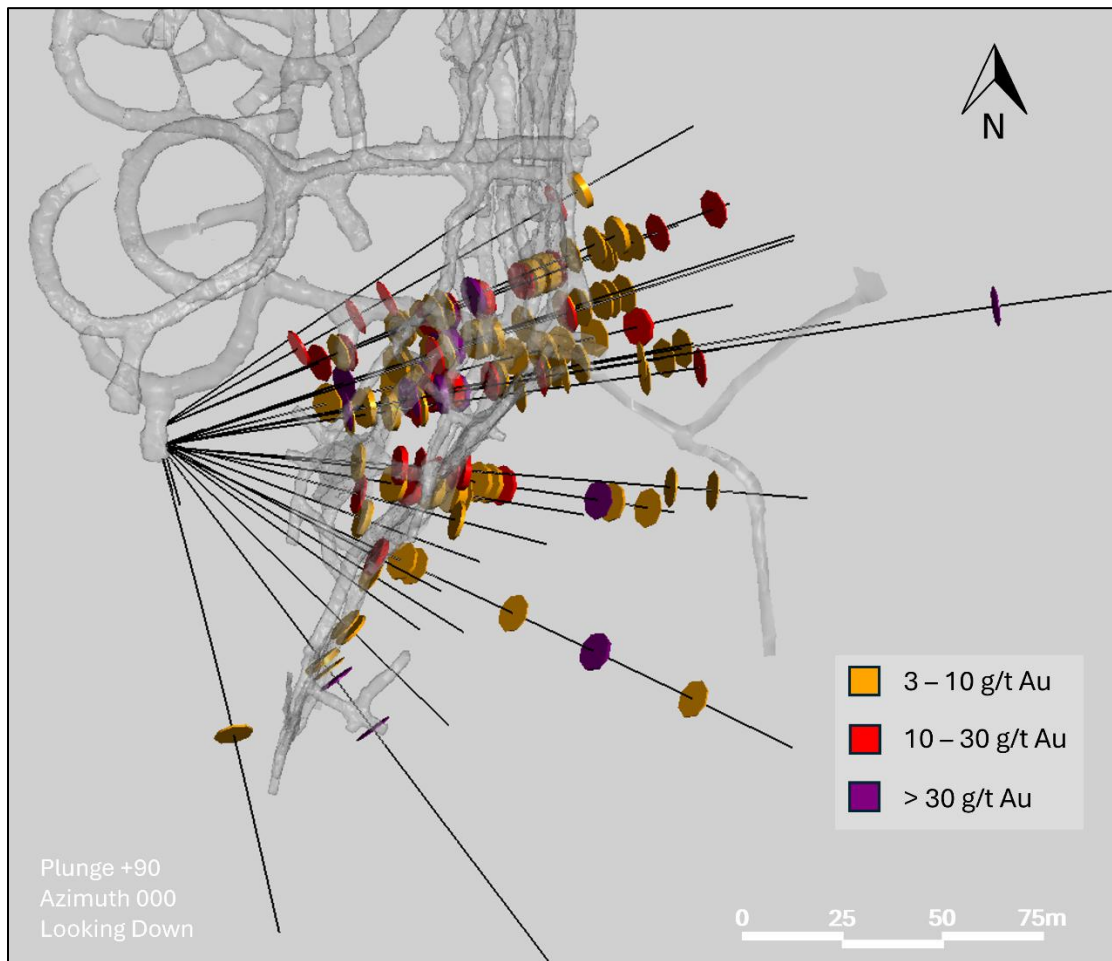 N
3 – 10 g/t Au
10 – 30 g/t Au
> 30 g/t Au
Plunge +90
Azimuth 000
Looking Down
0 25 50 75m